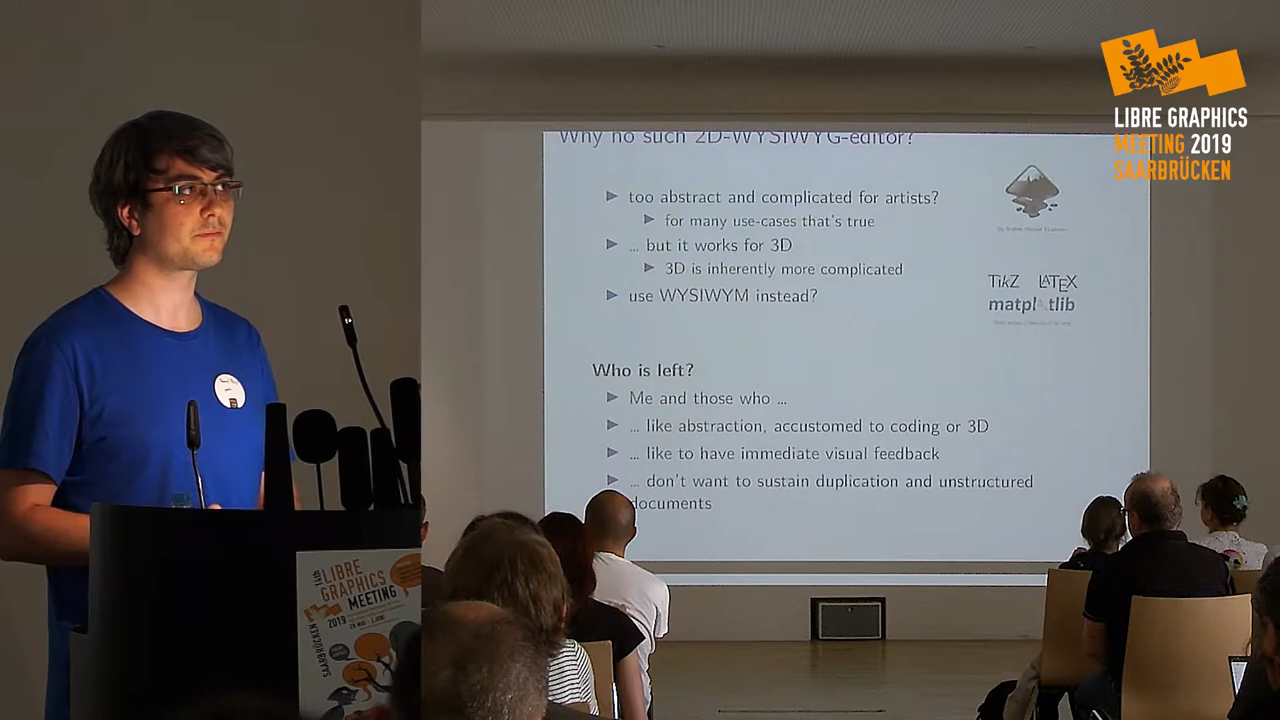 LIBRE GRAPHICS
MEETING 2019
SAARBRÜCKEN
Why no such 2D-WYSIWYG-editor?
▶ too abstract and complicated for artists?
▶ for many use-cases that's true
▶ ... but it works for 3D
▶ 3D is inherently more complicated
▶ use WYSIWYM instead?
TikZ LATEX
matplotlib
Who is left?
▶ Me and those who ...
▶ ... like abstraction, accustomed to coding or 3D
▶ ... like to have immediate visual feedback
▶ ... don't want to sustain duplication and unstructured
documents
14th
LIBRE
GRAPHICS
MEETING
2019
SAARBRÜCKEN